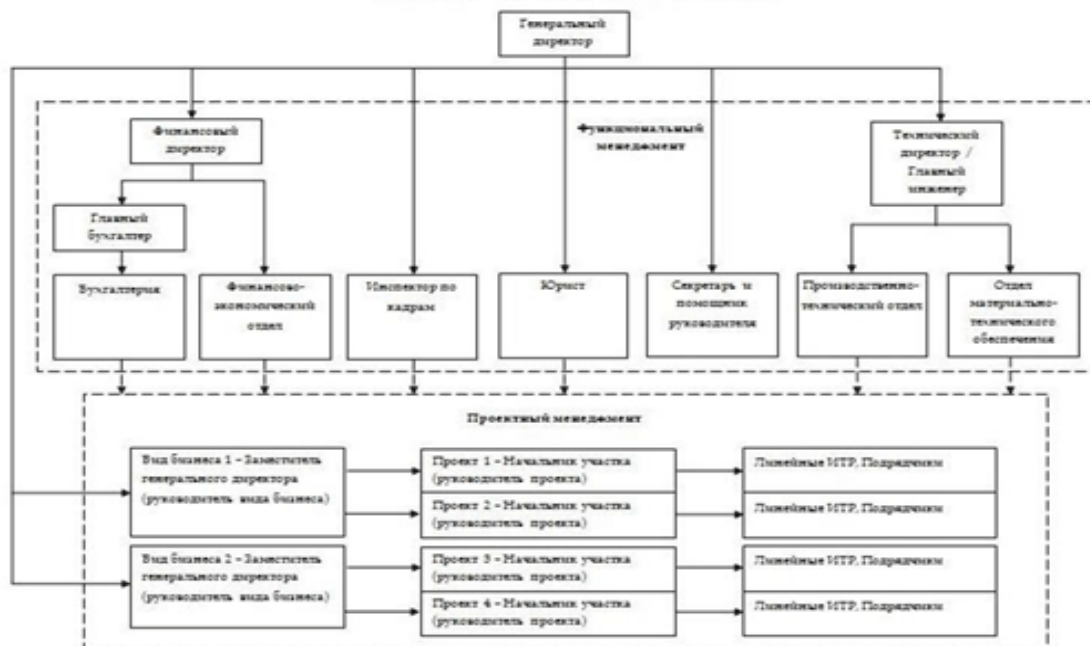 Генеральный
директор
Функциональный
менеджмент
Финансовый
директор
Технический
директор /
Главный
инженер
Главный
бухгалтер
Бухгалтерия
Финансово-
экономический
отдел
Инспектор по
кадрам
Юрист
Секретарь и
помощник
руководителя
Производственно-
технический отдел
Отдел
материально-
технического
обеспечения
Проектный менеджмент
Вид бизнеса 1 – Заместитель
генерального директора
(руководитель вида бизнеса)
Проект 1 – Начальник участка
(руководитель проекта)
Линейные ИТР, Подрядчики
Проект 2 – Начальник участка
(руководитель проекта)
Линейные ИТР, Подрядчики
Вид бизнеса 2 – Заместитель
генерального директора
(руководитель вида бизнеса)
Проект 3 – Начальник участка
(руководитель проекта)
Линейные ИТР, Подрядчики
Проект 4 – Начальник участка
(руководитель проекта)
Линейные ИТР, Подрядчики